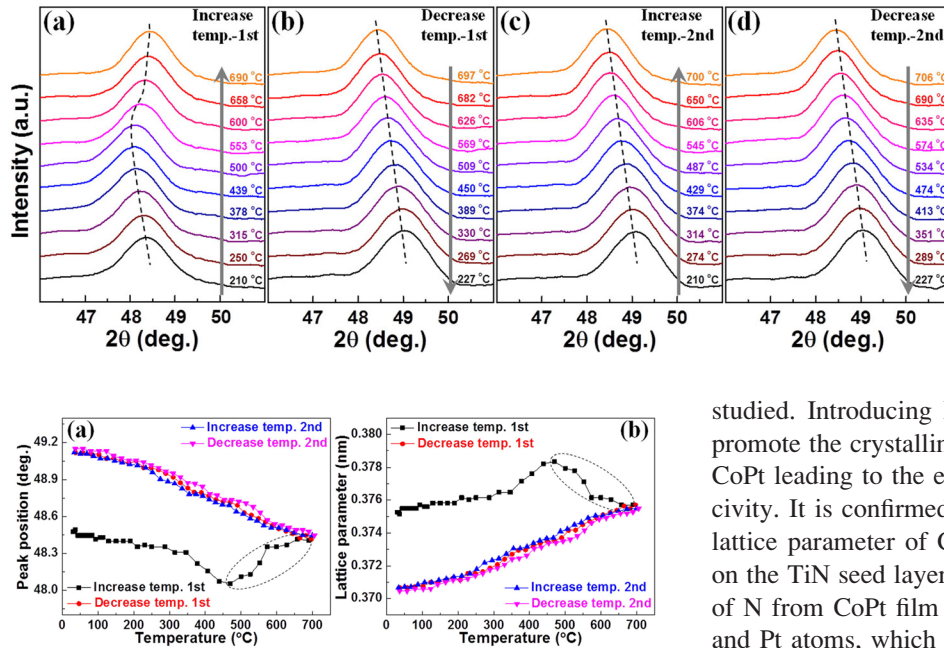 (a)
Increase
temp.-1st
690 °C
658 °C
600 °C
553 °C
500 °C
439 °C
378 °C
315 °C
250 °C
210 °C
47 48 49 50
2θ (deg.)
Intensity (a.u.)
(b)
Decrease
temp.-1st
697 °C
682 °C
626 °C
569 °C
509 °C
450 °C
389 °C
330 °C
269 °C
227 °C
47 48 49 50
2θ (deg.)
(c)
Increase
temp.-2nd
700 °C
650 °C
606 °C
545 °C
487 °C
429 °C
374 °C
314 °C
274 °C
210 °C
47 48 49 50
2θ (deg.)
(d)
Decrease
temp.-2nd
706 °C
690 °C
635 °C
574 °C
534 °C
474 °C
413 °C
351 °C
289 °C
227 °C
47 48 49 50
2θ (deg.)
(a)
Increase temp. 2nd
Decrease temp. 2nd
49.2
48.9
48.6
48.3
48.0
Peak position (deg.)
Increase temp. 1st
Decrease temp. 1st
0 100 200 300 400 500 600 700
Temperature (°C)
(b)
Increase temp. 1st
Decrease temp. 1st
0.380
0.378
0.376
0.374
0.372
0.370
Lattice parameter (nm)
Increase temp. 2nd
Decrease temp. 2nd
0 100 200 300 400 500 600 700
Temperature (°C)
studied. Introducing
promote the crystallin
CoPt leading to the e
civity. It is confirmed
lattice parameter of C
on the TiN seed layer
of N from CoPt film
and Pt atoms, which